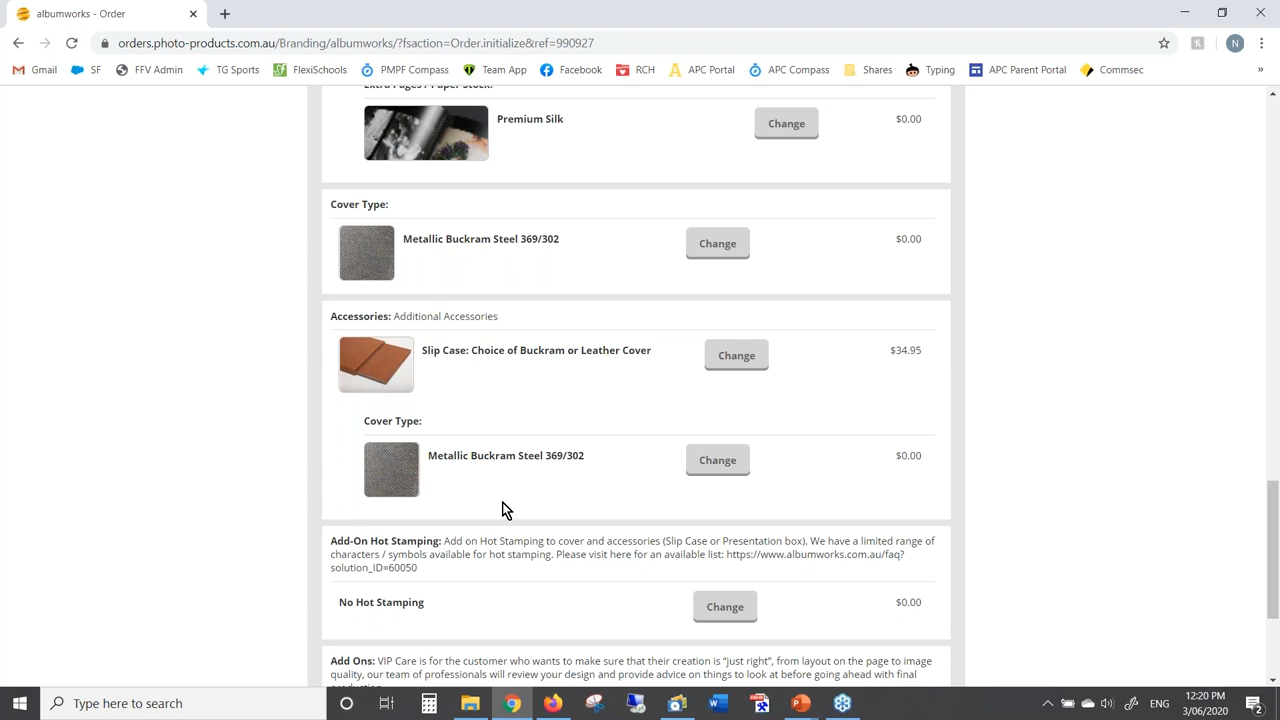 albumworks - Order
orders.photo-products.com.au/Branding/albumworks/?fsaction=Order.initialize&ref=990927
N
Gmail SF FFV Admin TG Sports FlexiSchools PMPF Compass Team App Facebook RCH APC Portal APC Compass Shares Typing APC Parent Portal Commsec »
Extra Pages / Paper Stock:
Premium Silk Change $0.00
Cover Type:
Metallic Buckram Steel 369/302 Change $0.00
Accessories: Additional Accessories
Slip Case: Choice of Buckram or Leather Cover Change $34.95
Cover Type:
Metallic Buckram Steel 369/302 Change $0.00
Add-On Hot Stamping: Add on Hot Stamping to cover and accessories (Slip Case or Presentation box). We have a limited range of
characters / symbols available for hot stamping. Please visit here for an available list: https://www.albumworks.com.au/faq?
solution_ID=60050
No Hot Stamping Change $0.00
Add Ons: VIP Care is for the customer who wants to make sure that their creation is “just right”, from layout on the page to image
quality, our team of professionals will review your design and provide advice on things to look at before going ahead with final
production
Type here to search
ENG
12:20 PM
3/06/2020
2